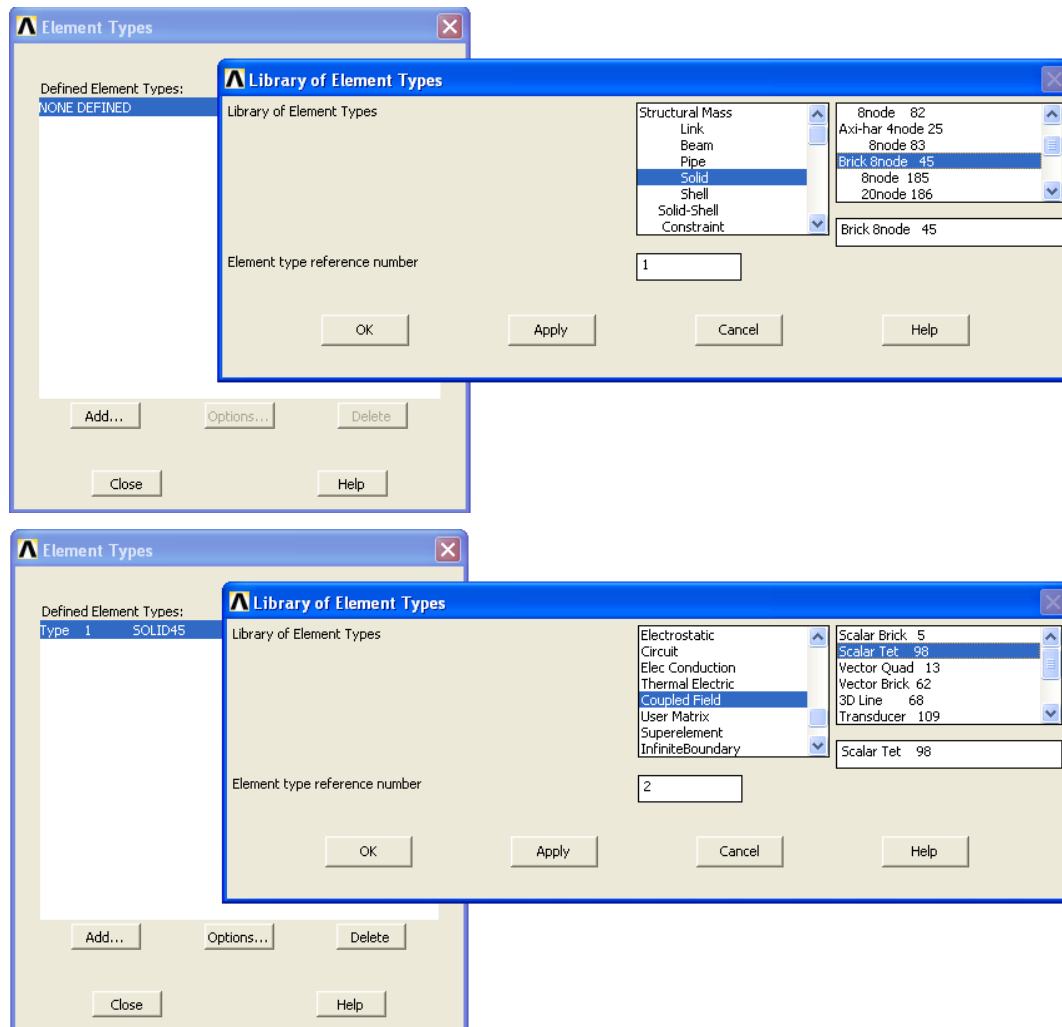 Element Types
Defined Element Types:
NONE DEFINED
Add...
Options...
Delete
Close
Help
Library of Element Types
Library of Element Types
Structural Mass
Link
Beam
Pipe
Solid
Shell
Solid-Shell
Constraint
8node 82
Axi-har 4node 25
8node 83
Brick 8node 45
8node 185
20node 186
Brick 8node 45
Element type reference number
1
OK
Apply
Cancel
Help
Element Types
Defined Element Types:
Type 1 SOLID45
Add...
Options...
Delete
Close
Help
Library of Element Types
Library of Element Types
Electrostatic
Circuit
Elec Conduction
Thermal Electric
Coupled Field
User Matrix
Superelement
InfiniteBoundary
Scalar Brick 5
Scalar Tet 98
Vector Quad 13
Vector Brick 62
3D Line 68
Transducer 109
Scalar Tet 98
Element type reference number
2
OK
Apply
Cancel
Help